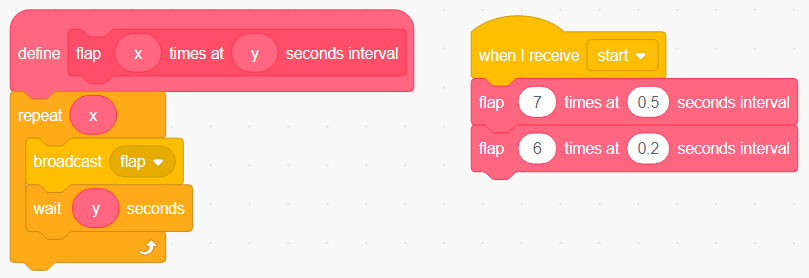 define flap x times at y seconds interval
repeat x
broadcast flap
wait y seconds
when I receive start
flap 7 times at 0.5 seconds interval
flap 6 times at 0.2 seconds interval